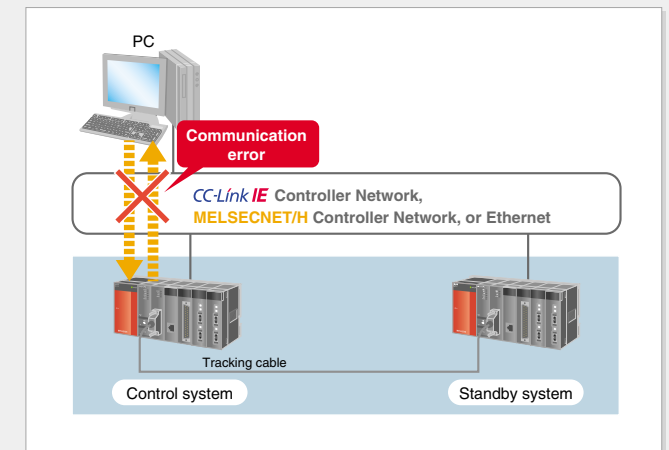 PC
Communication
error
CC-Link IE Controller Network,
MELSECNET/H Controller Network, or Ethernet
Tracking cable
Control system
Standby system